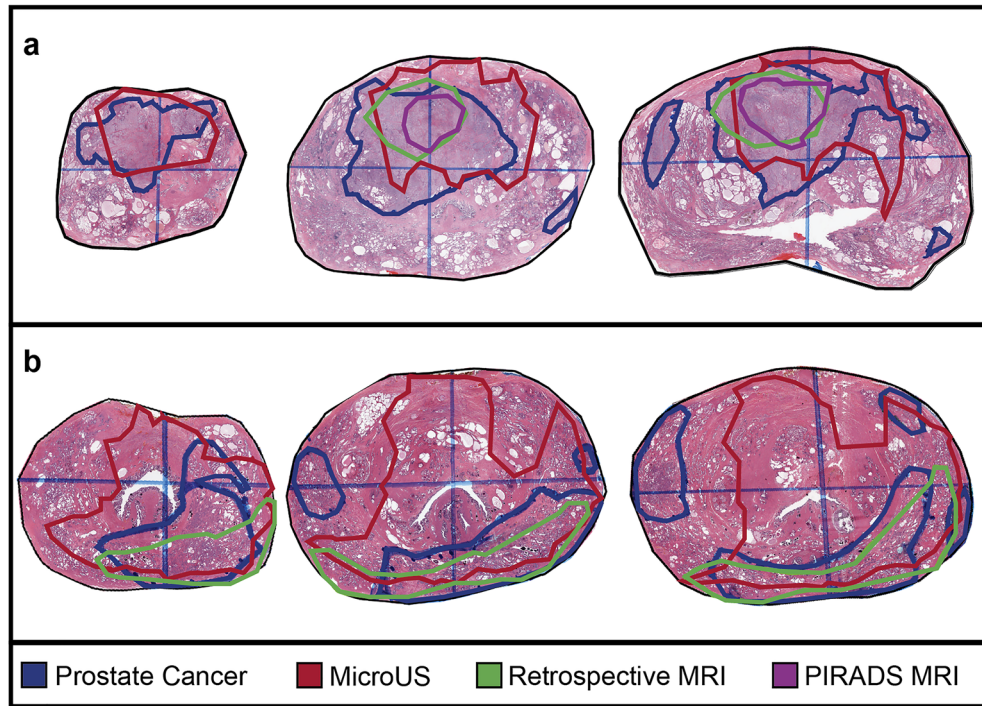 a
b
Prostate Cancer
MicroUS
Retrospective MRI
PIRADS MRI